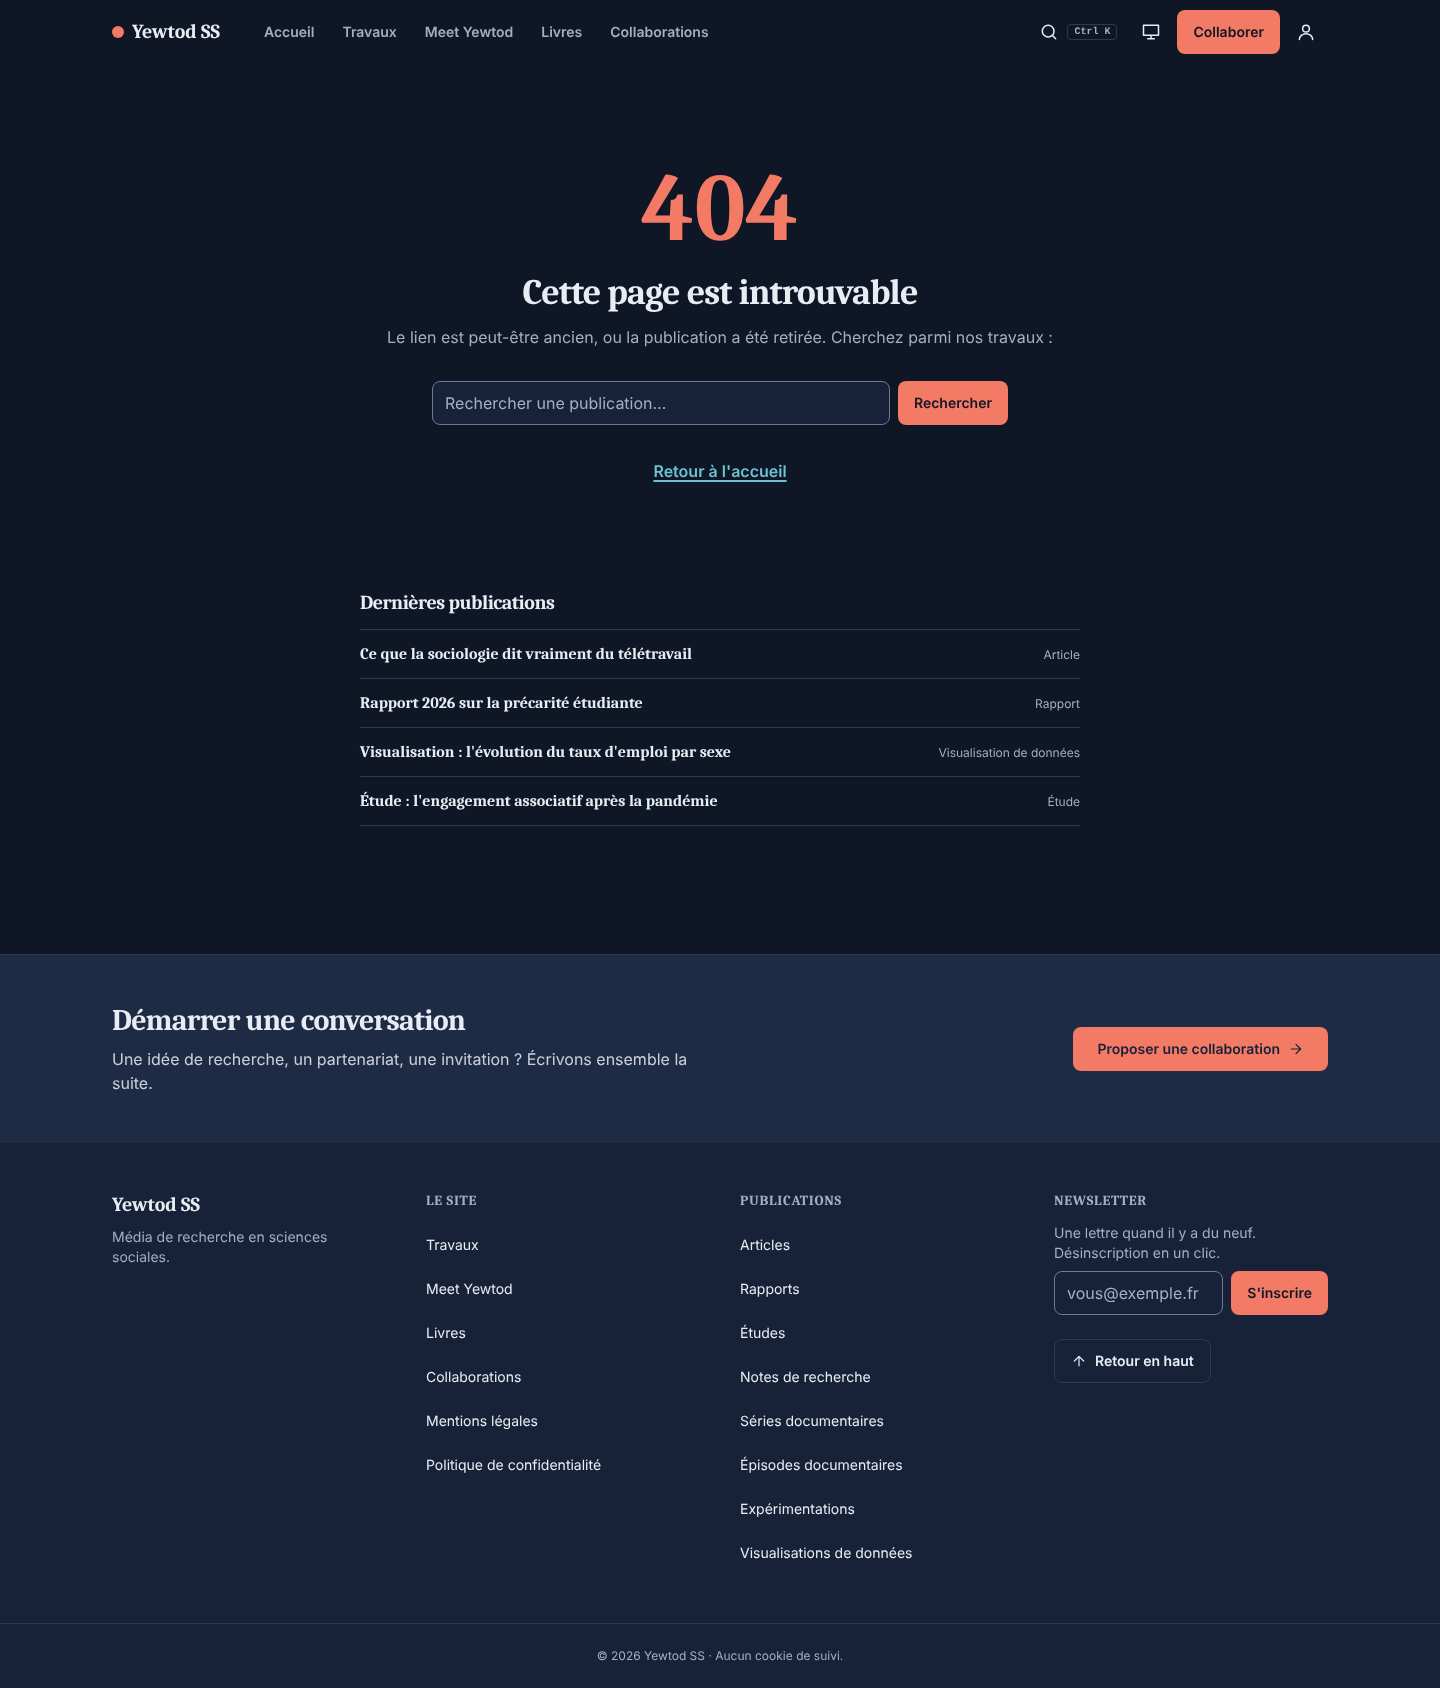 Yewtod SS
Accueil
Travaux
Meet Yewtod
Livres
Collaborations
Ctrl K
Collaborer
404
Cette page est introuvable
Le lien est peut-être ancien, ou la publication a été retirée. Cherchez parmi nos travaux :
Rechercher une publication...
Rechercher
Retour à l'accueil
Dernières publications
Ce que la sociologie dit vraiment du télétravail
Article
Rapport 2026 sur la précarité étudiante
Rapport
Visualisation : l'évolution du taux d'emploi par sexe
Visualisation de données
Étude : l'engagement associatif après la pandémie
Étude
Démarrer une conversation
Une idée de recherche, un partenariat, une invitation ? Écrivons ensemble la
suite.
Proposer une collaboration
Yewtod SS
Média de recherche en sciences
sociales.
LE SITE
Travaux
Meet Yewtod
Livres
Collaborations
Mentions légales
Politique de confidentialité
PUBLICATIONS
Articles
Rapports
Études
Notes de recherche
Séries documentaires
Épisodes documentaires
Expérimentations
Visualisations de données
NEWSLETTER
Une lettre quand il y a du neuf.
Désinscription en un clic.
vous@exemple.fr
S'inscrire
Retour en haut
© 2026 Yewtod SS · Aucun cookie de suivi.